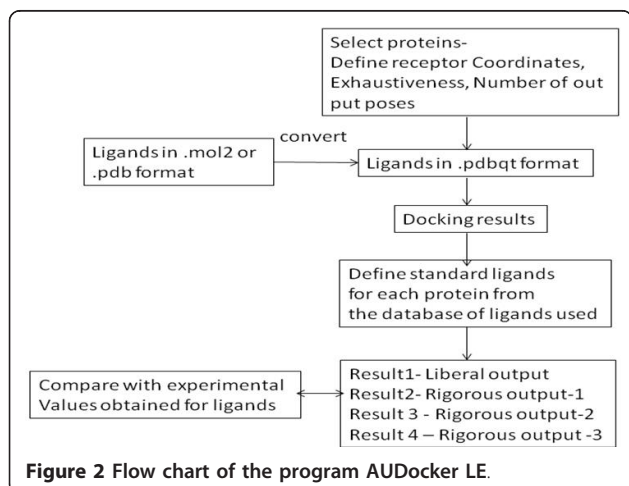 Select proteins-
Define receptor Coordinates,
Exhaustiveness, Number of out
put poses
convert
Ligands in .mol2 or
.pdb format
Ligands in .pdbqt format
Docking results
Define standard ligands
for each protein from
the database of ligands used
Compare with experimental
Values obtained for ligands
Result1- Liberal output
Result2- Rigorous output-1
Result 3 - Rigorous output-2
Result 4 – Rigorous output -3
Figure 2 Flow chart of the program AUDocker LE.